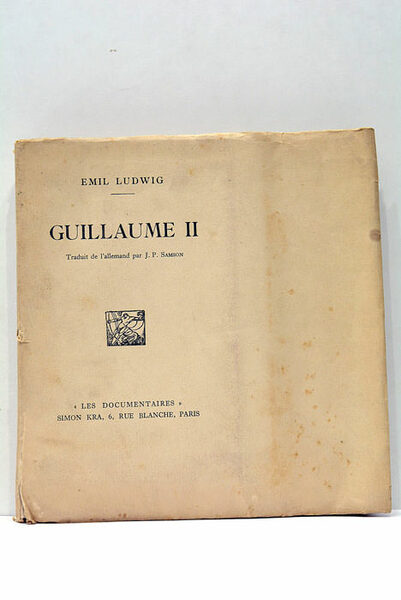 EMIL LUDWIG
GUILLAUME II
Traduit de l'allemand par J. P. SAMSON
« LES DOCUMENTAIRES »
SIMON KRA, 6, RUE BLANCHE, PARIS